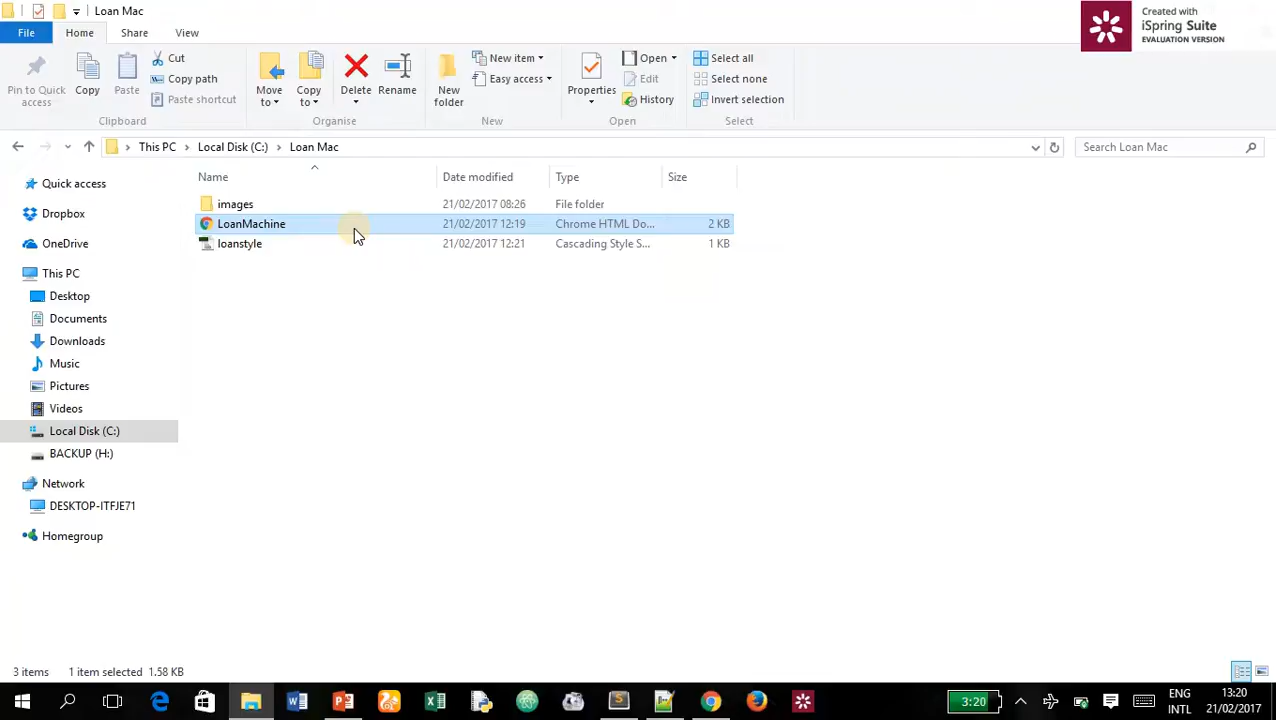 Loan Mac
Created with
iSpring Suite
EVALUATION VERSION
File Home Share View
Pin to Quick access
Copy
Paste
Cut
Copy path
Paste shortcut
Move to
Copy to
Delete
Rename
New folder
New item
Easy access
Properties
Open
Edit
History
Select all
Select none
Invert selection
Clipboard Organise New Open Select
This PC Local Disk (C:) Loan Mac
Search Loan Mac
Name Date modified Type Size
images 21/02/2017 08:26 File folder
LoanMachine 21/02/2017 12:19 Chrome HTML Do... 2 KB
loanstyle 21/02/2017 12:21 Cascading Style S... 1 KB
Quick access
Dropbox
OneDrive
This PC
Desktop
Documents
Downloads
Music
Pictures
Videos
Local Disk (C:)
BACKUP (H:)
Network
DESKTOP-ITFJE71
Homegroup
3 items 1 item selected 1.58 KB
3:20
ENG
INTL
13:20
21/02/2017